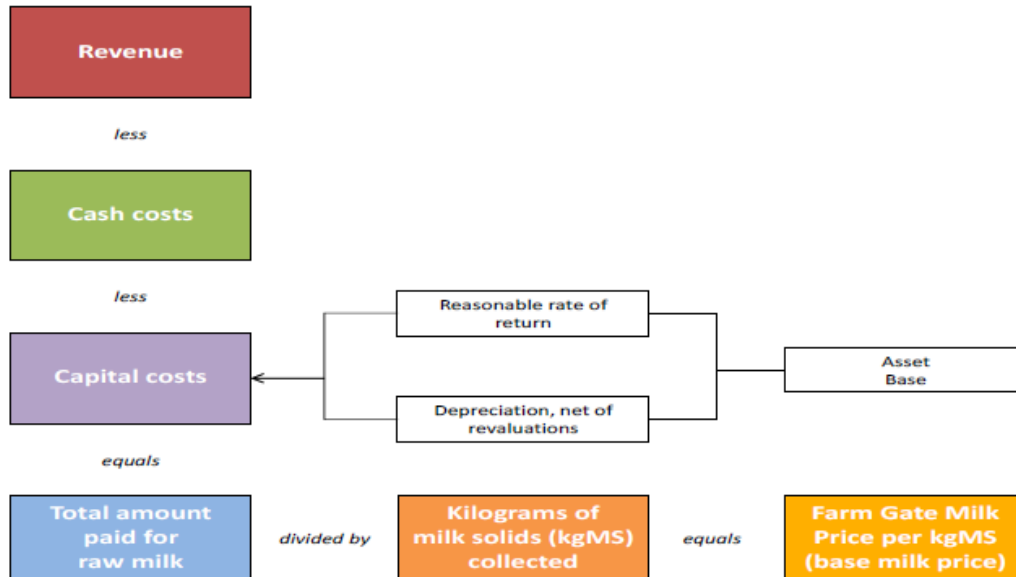 Revenue
less
Cash costs
less
Reasonable rate of
return
Capital costs
Asset
Base
Depreciation, net of
revaluations
equals
Total amount
paid for
raw milk
divided by
Kilograms of
milk solids (kgMS)
collected
equals
Farm Gate Milk
Price per kgMS
(base milk price)